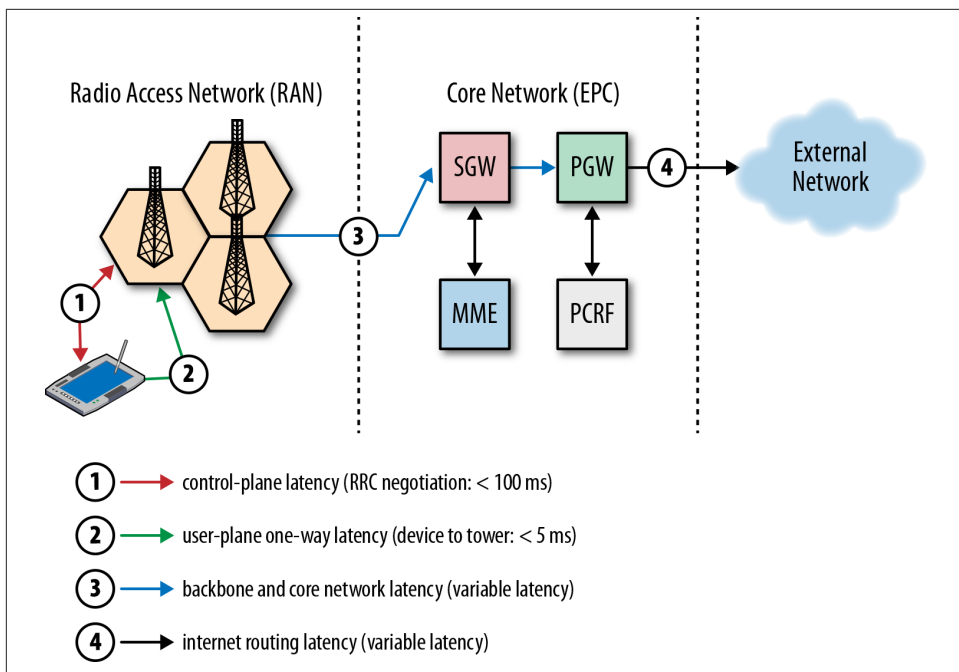 Radio Access Network (RAN)
Core Network (EPC)
External
Network
SGW
PGW
4
3
MME
PCRF
1
2
1 control-plane latency (RRC negotiation: < 100 ms)
2 user-plane one-way latency (device to tower: < 5 ms)
3 backbone and core network latency (variable latency)
4 internet routing latency (variable latency)